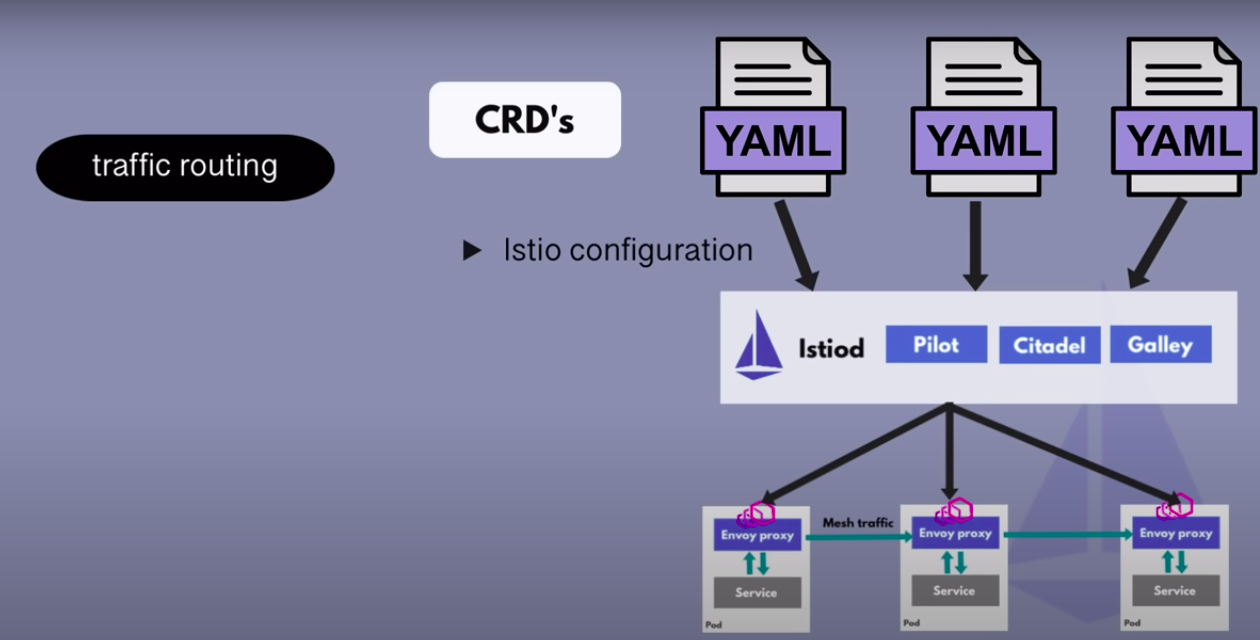 traffic routing
CRD's
YAML
YAML
YAML
► Istio configuration
Istiod
Pilot
Citadel
Galley
Mesh traffic
Envoy proxy
Service
Pod
Envoy proxy
Service
Pod
Envoy proxy
Service
Pod